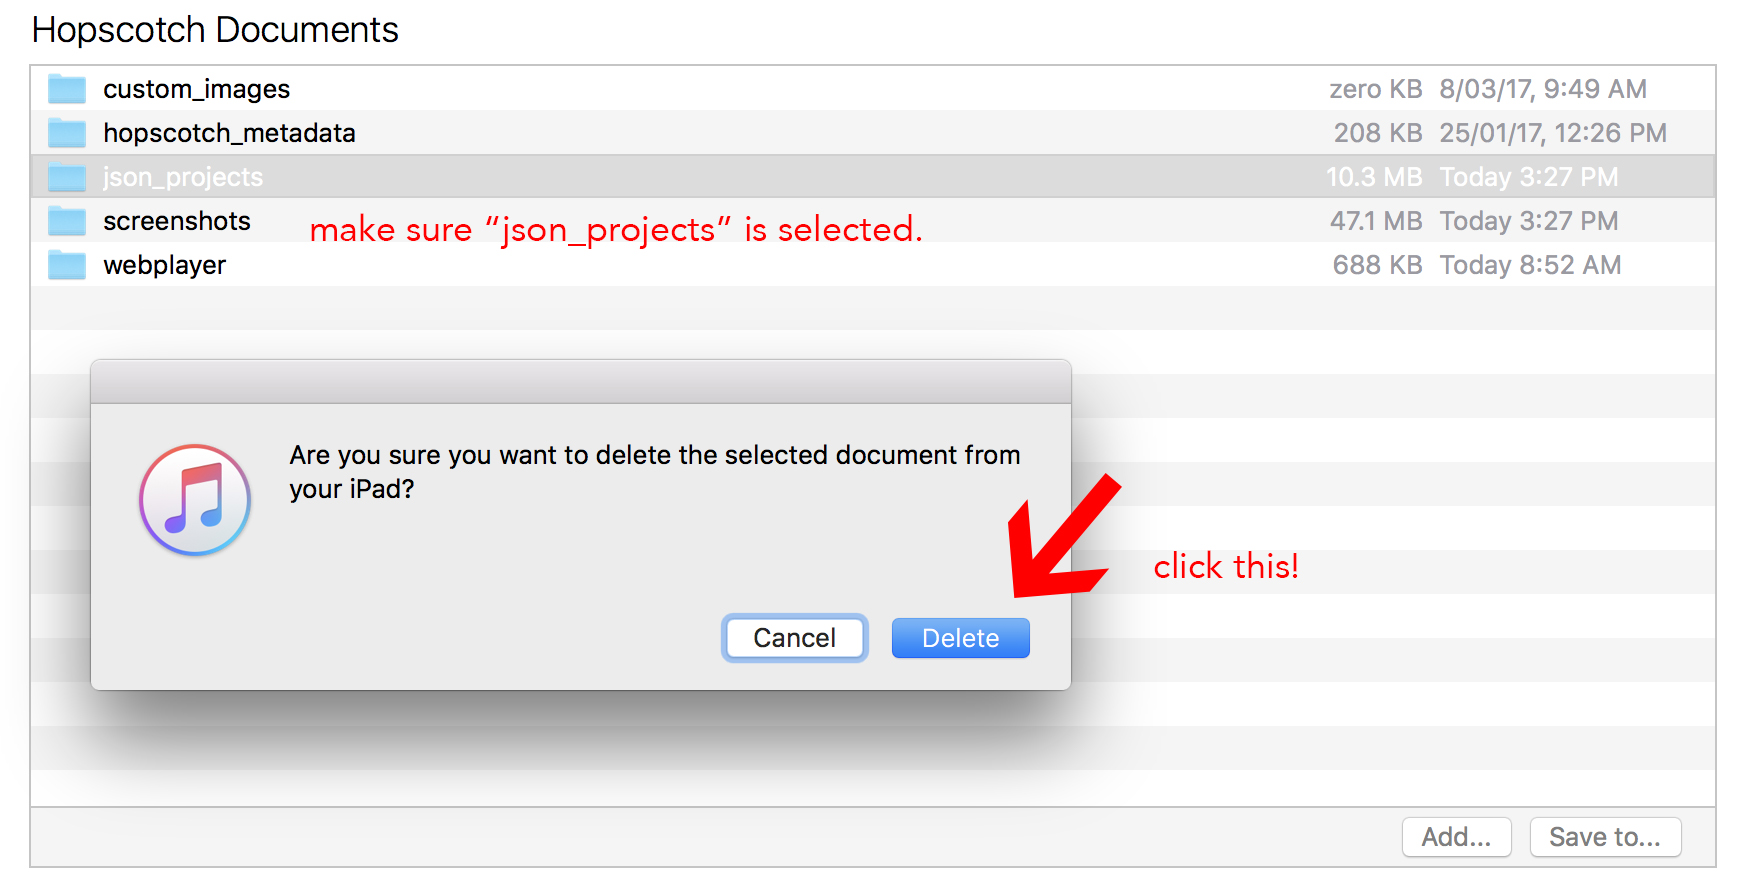 Hopscotch Documents
custom_images zero KB 8/03/17, 9:49 AM
hopscotch_metadata 208 KB 25/01/17, 12:26 PM
json_projects 10.3 MB Today 3:27 PM
screenshots 47.1 MB Today 3:27 PM
make sure “json_projects” is selected.
webplayer 688 KB Today 8:52 AM
Are you sure you want to delete the selected document from
your iPad?
click this!
Cancel Delete
Add... Save to...